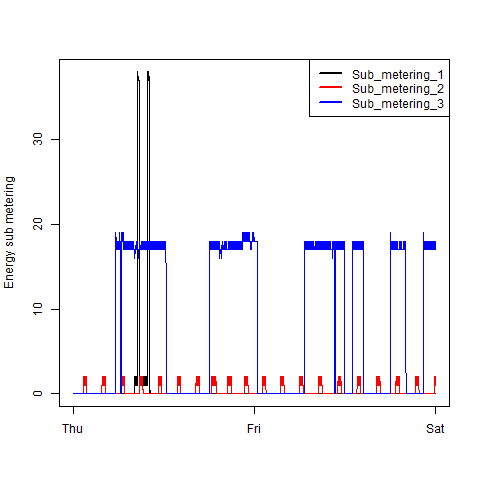 Sub_metering_1
Sub_metering_2
Sub_metering_3
Energy sub metering
30
20
10
0
Thu
Fri
Sat